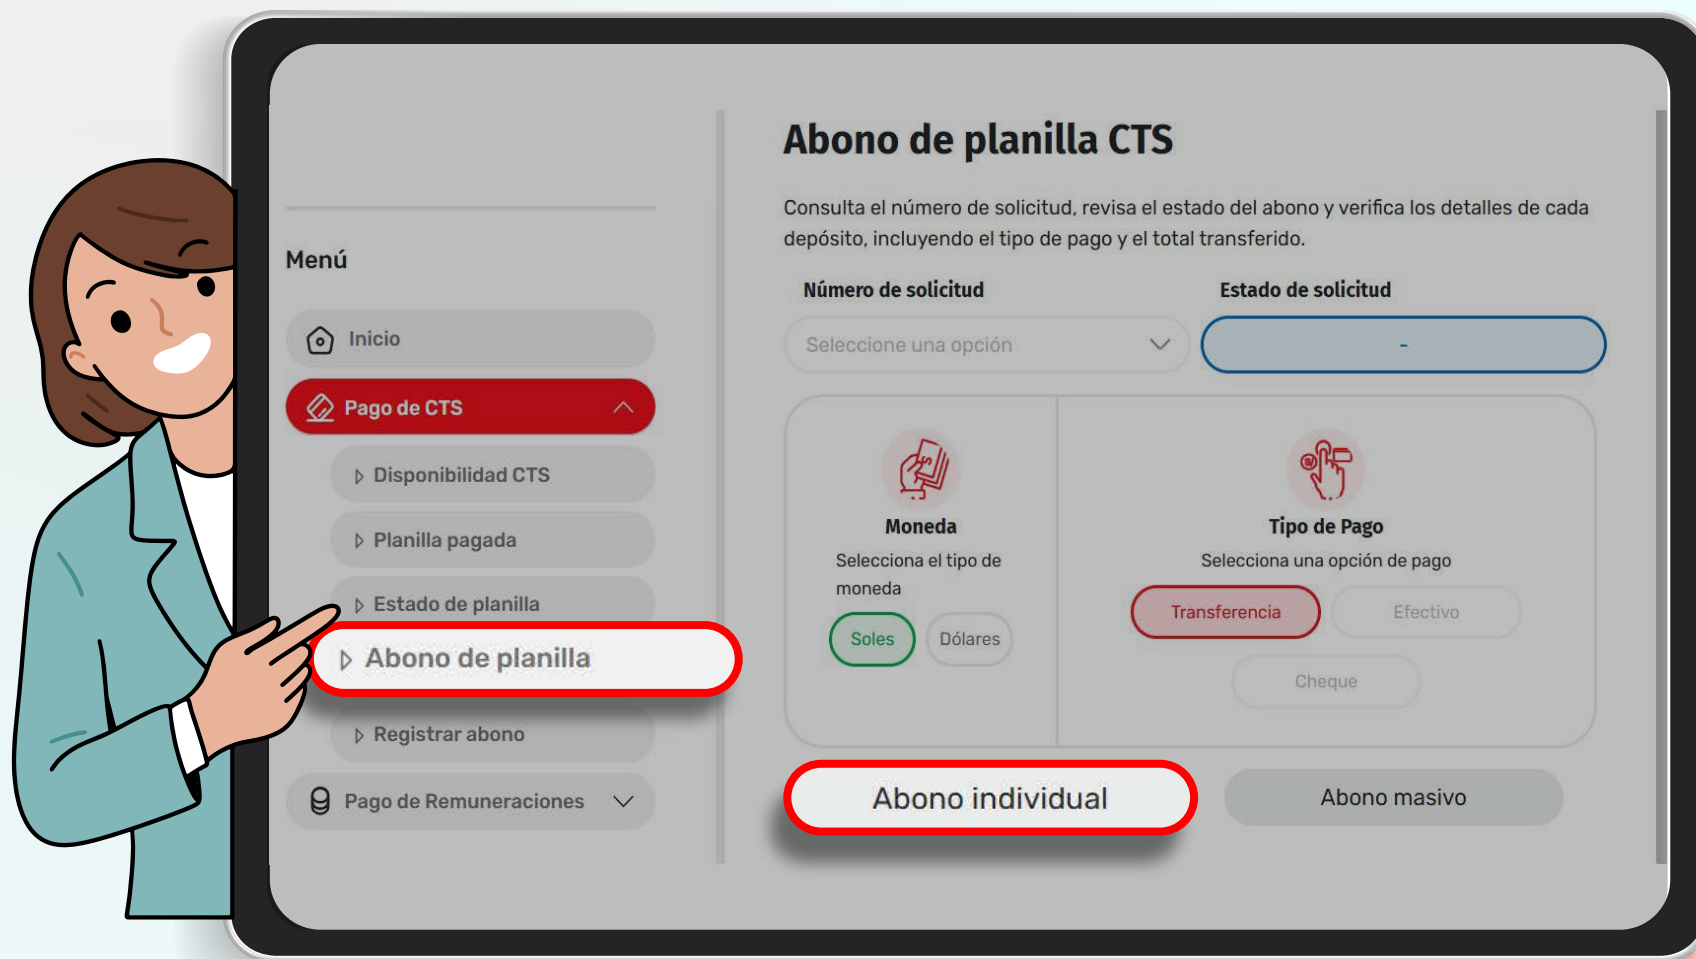 Menú
Inicio
Pago de CTS
Disponibilidad CTS
Planilla pagada
Estado de planilla
Abono de planilla
Registrar abono
Pago de Remuneraciones
Abono de planilla CTS
Consulta el número de solicitud, revisa el estado del abono y verifica los detalles de cada
depósito, incluyendo el tipo de pago y el total transferido.
Número de solicitud
Seleccione una opción
Estado de solicitud
-
Moneda
Selecciona el tipo de
moneda
Soles
Dólares
Tipo de Pago
Selecciona una opción de pago
Transferencia
Efectivo
Cheque
Abono individual
Abono masivo